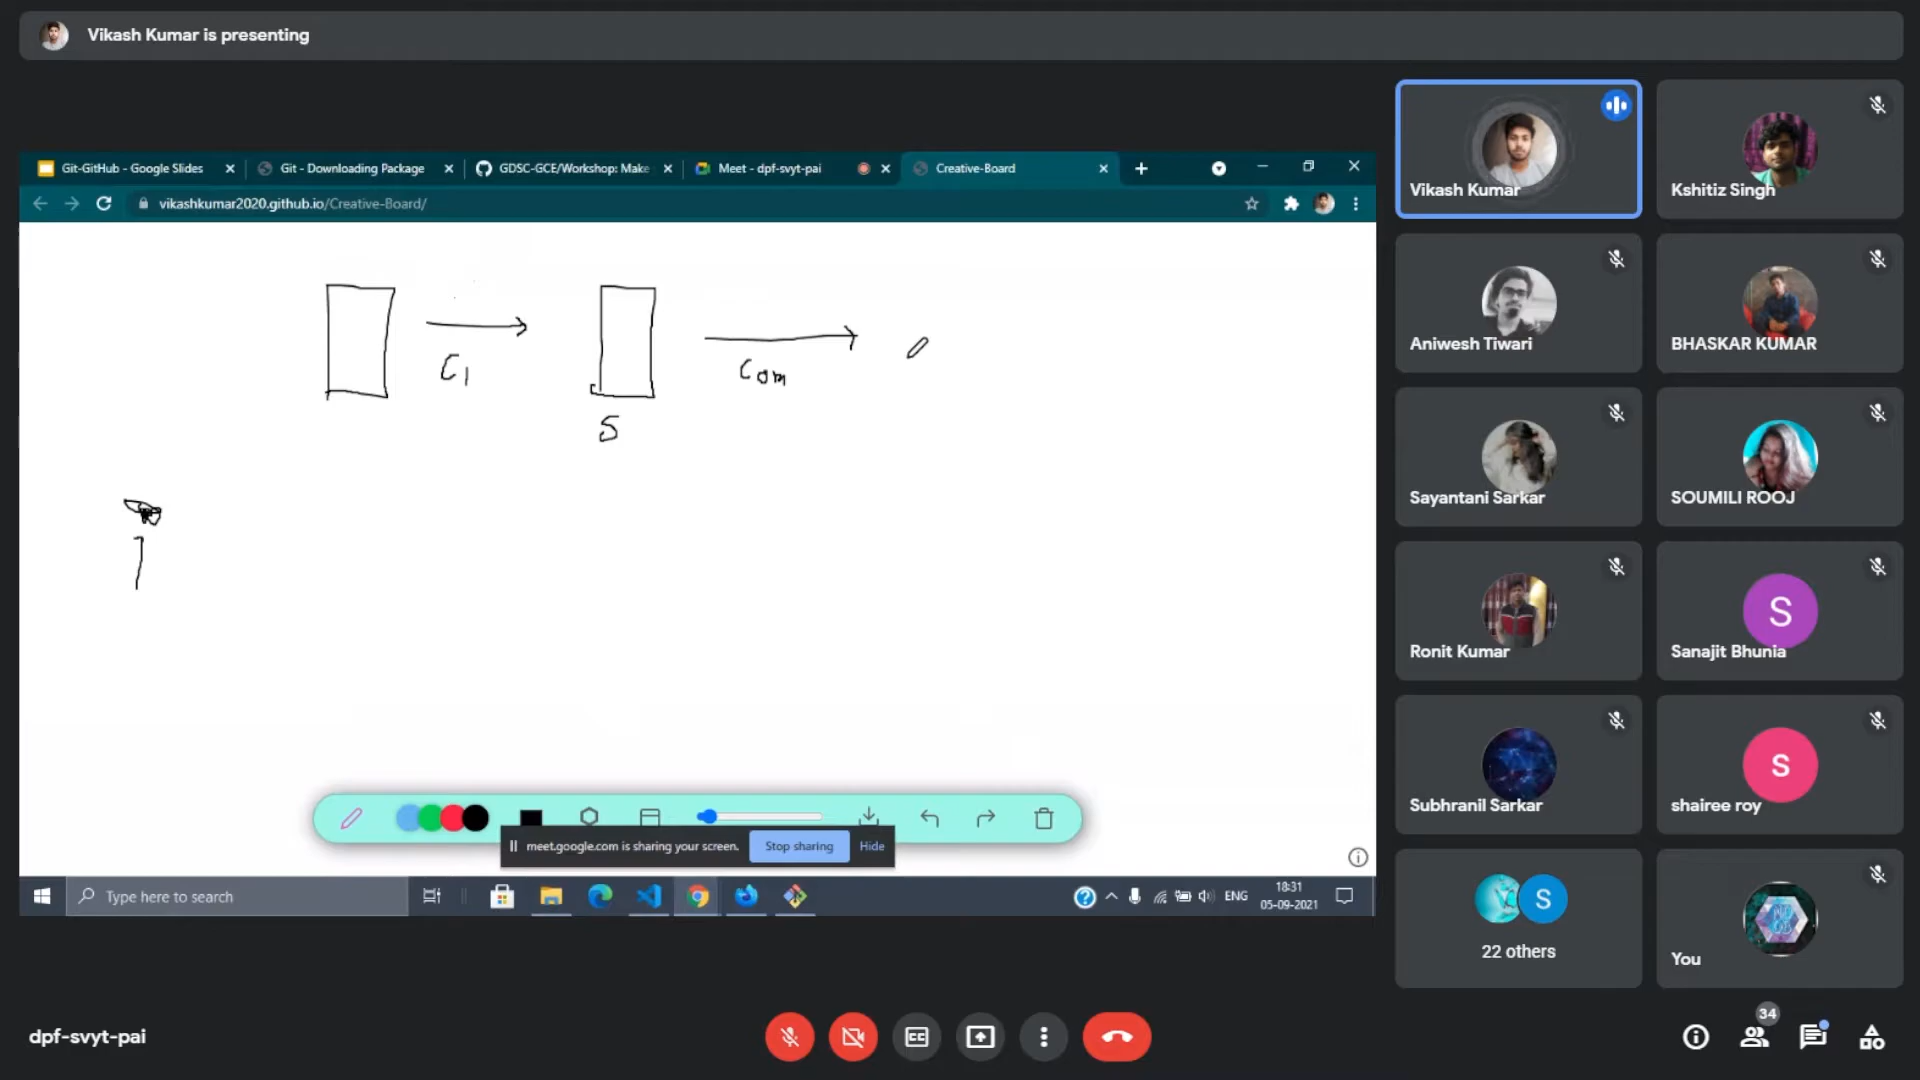 Vikash Kumar is presenting
Git-GitHub - Google Slides
Git - Downloading Package
GDSC-GCE/Workshop: Make
Meet - dpf-svyt-pai
Creative-Board
vikashkumar2020.github.io/Creative-Board/
C1
Com
S
meet.google.com is sharing your screen.
Stop sharing
Hide
Type here to search
ENG
18:31
05-09-2021
Vikash Kumar
Kshitiz Singh
Aniwesh Tiwari
BHASKAR KUMAR
Sayantani Sarkar
SOUMILI ROOJ
Ronit Kumar
S
Sanajit Bhunia
Subhranil Sarkar
S
shairee roy
S
22 others
You
dpf-svyt-pai
34